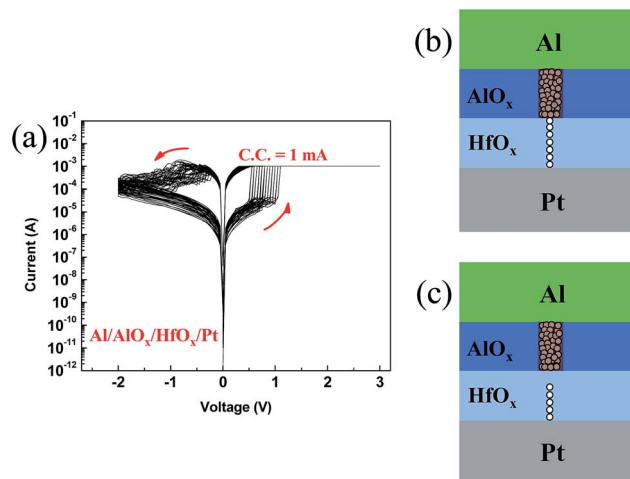 (a)
Current (A)
10⁻¹
10⁻²
10⁻³
10⁻⁴
10⁻⁵
10⁻⁶
10⁻⁷
10⁻⁸
10⁻⁹
10⁻¹⁰
10⁻¹¹
10⁻¹²
C.C. = 1 mA
Al/AlOₓ/HfOₓ/Pt
-2 -1 0 1 2 3
Voltage (V)
(b)
Al
AlOₓ
HfOₓ
Pt
(c)
Al
AlOₓ
HfOₓ
Pt